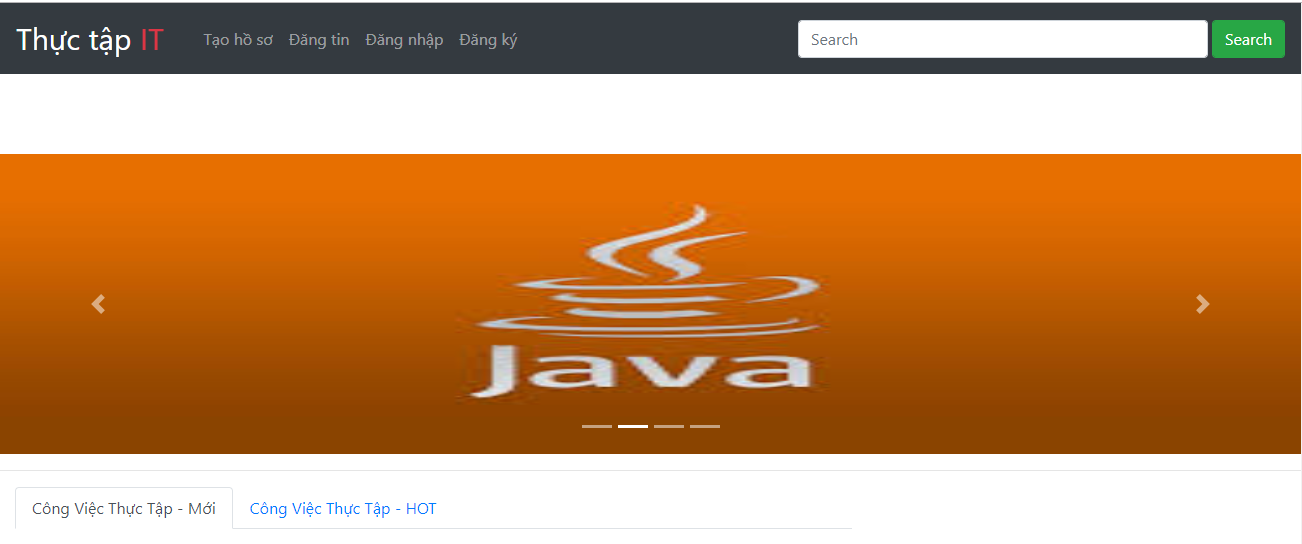 Thực tập IT Tạo hồ sơ Đăng tin Đăng nhập Đăng ký Search Search
Java
Công Việc Thực Tập - Mới Công Việc Thực Tập - HOT